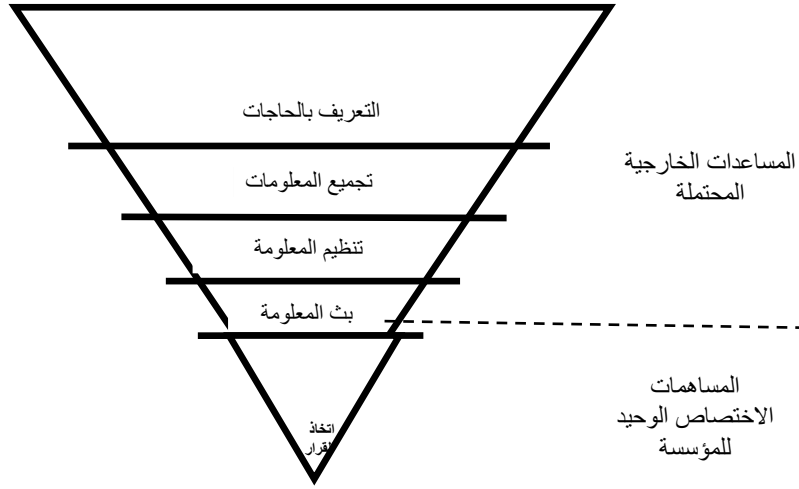 التعريف بالحاجات
تجميع المعلومات
تنظيم المعلومة
بث المعلومة
اتخاذ
القرار
المساعدات الخارجية
المحتملة
المساهمات
الاختصاص الوحيد
للمؤسسة